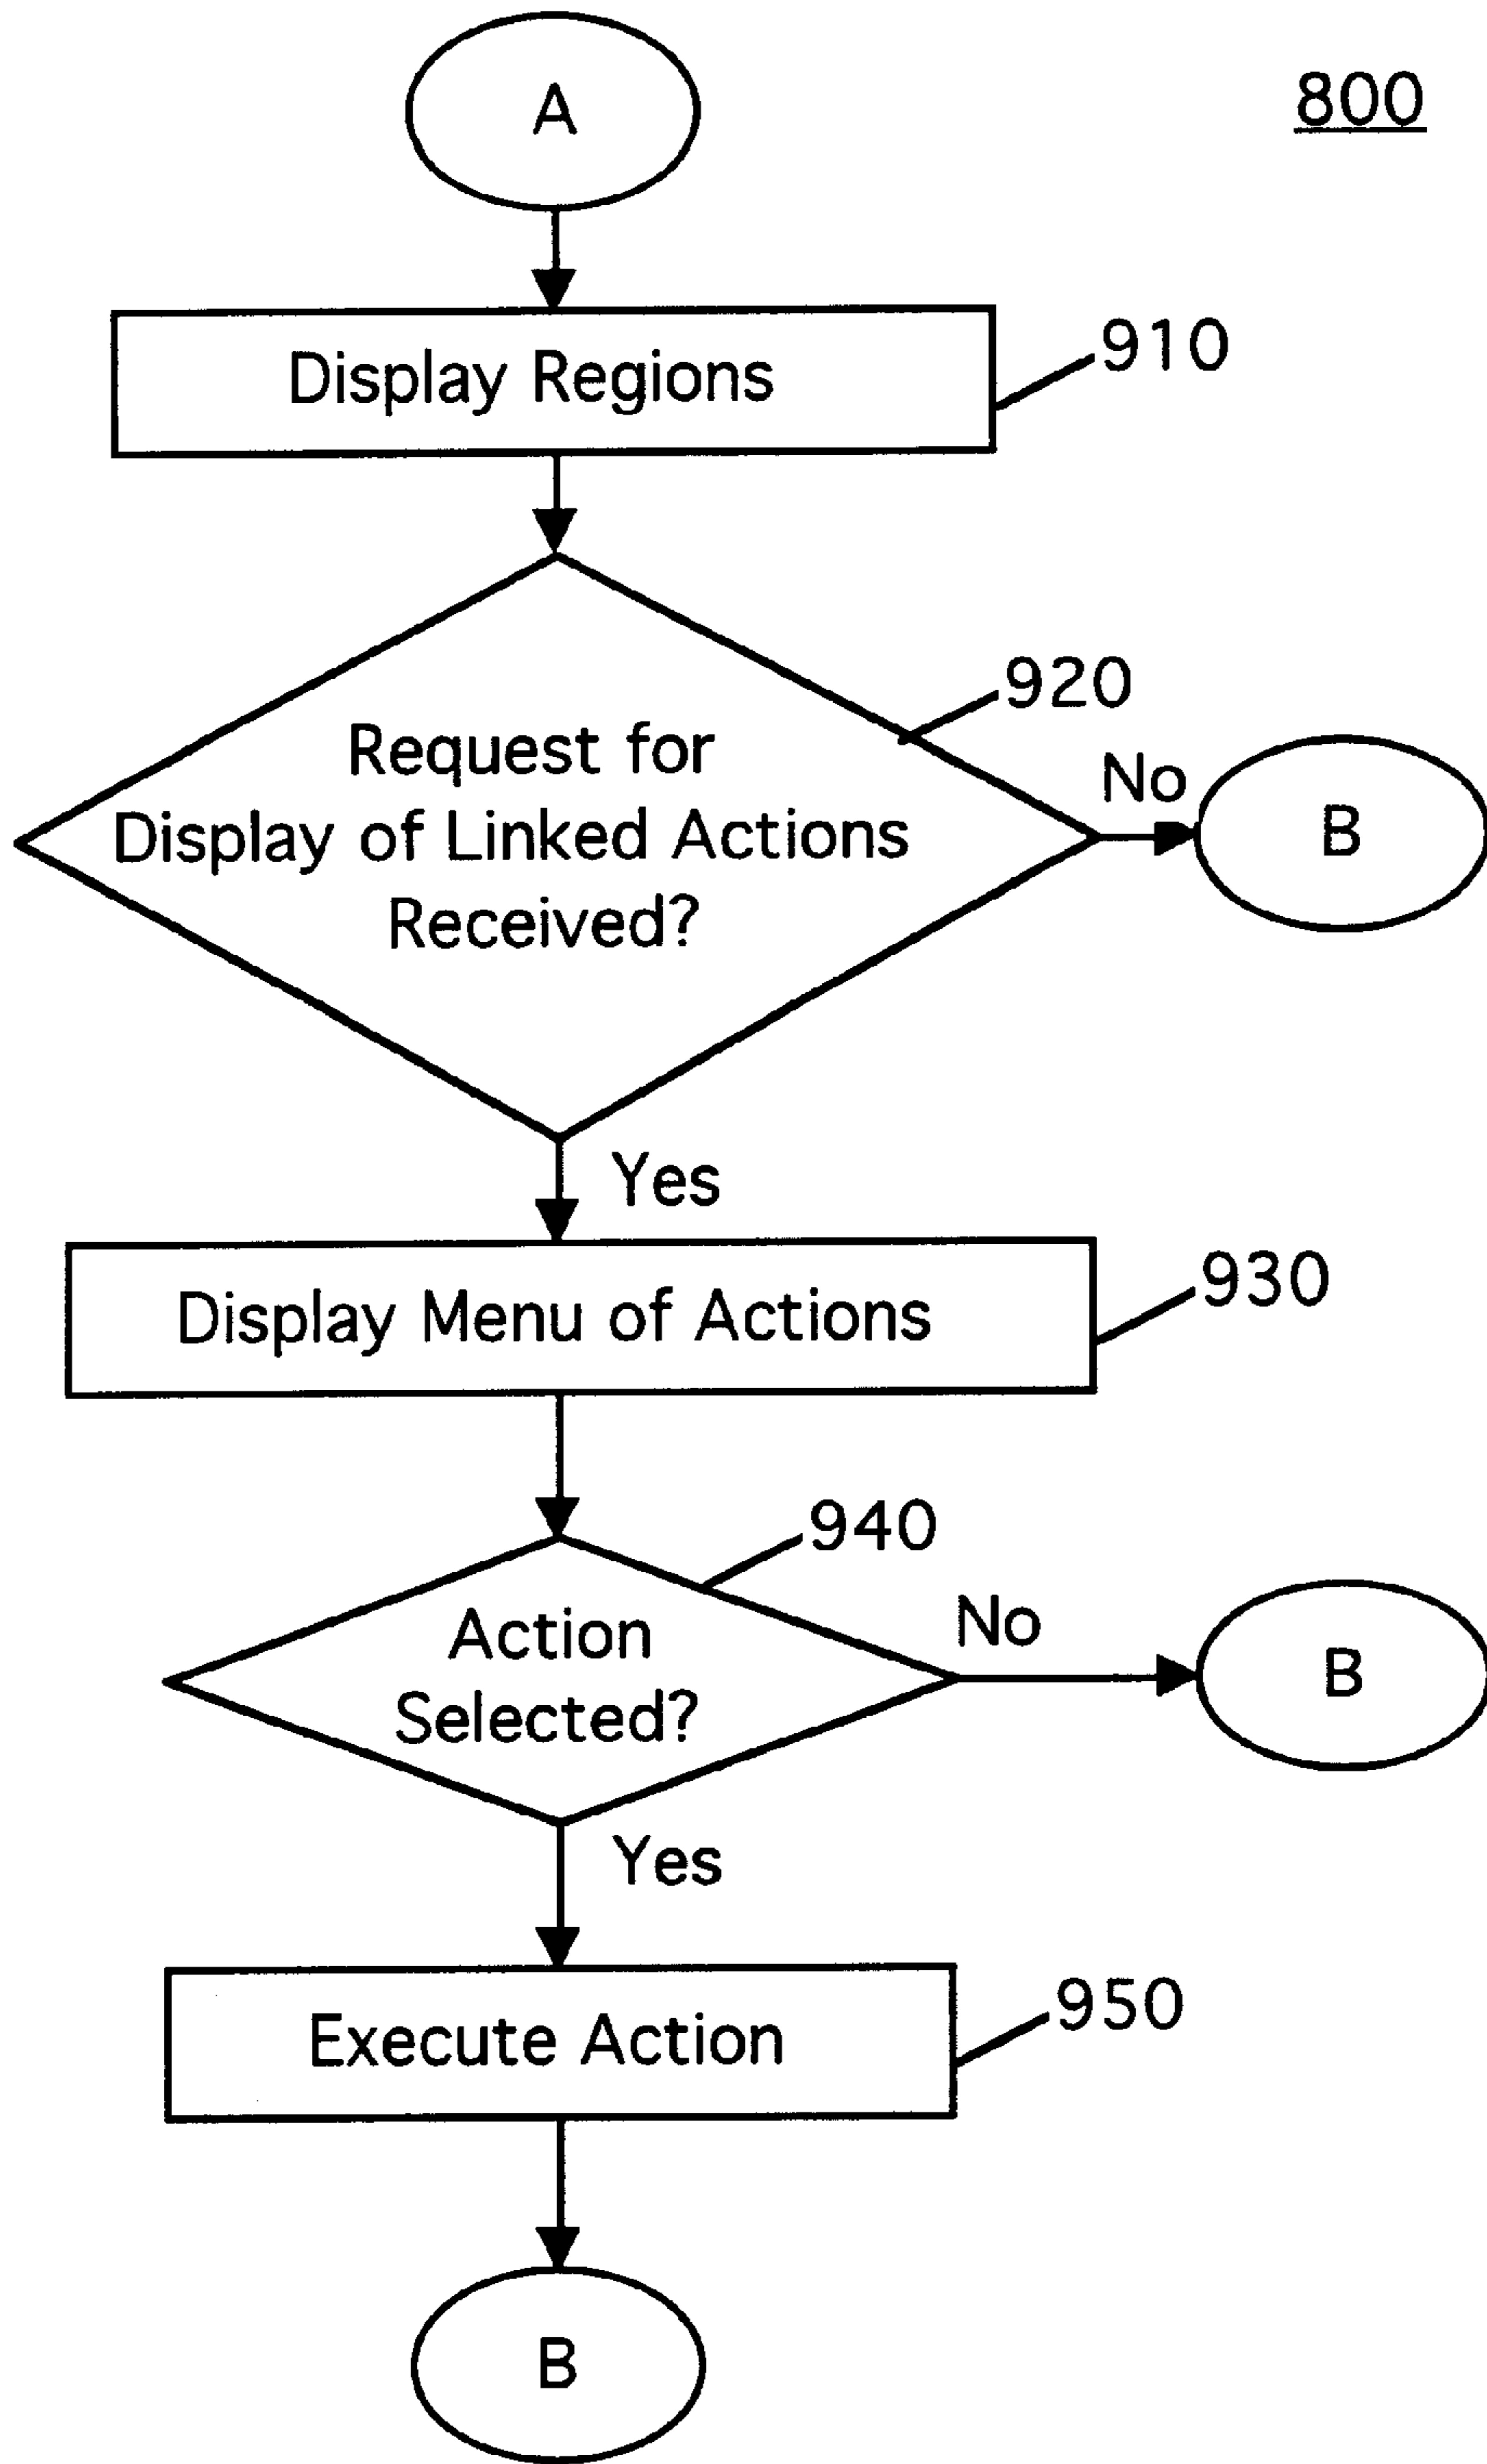 A
800
Display Regions
910
920
Request for
Display of Linked Actions
Received?
No
B
Yes
Display Menu of Actions
930
940
Action
Selected?
No
B
Yes
Execute Action
950
B